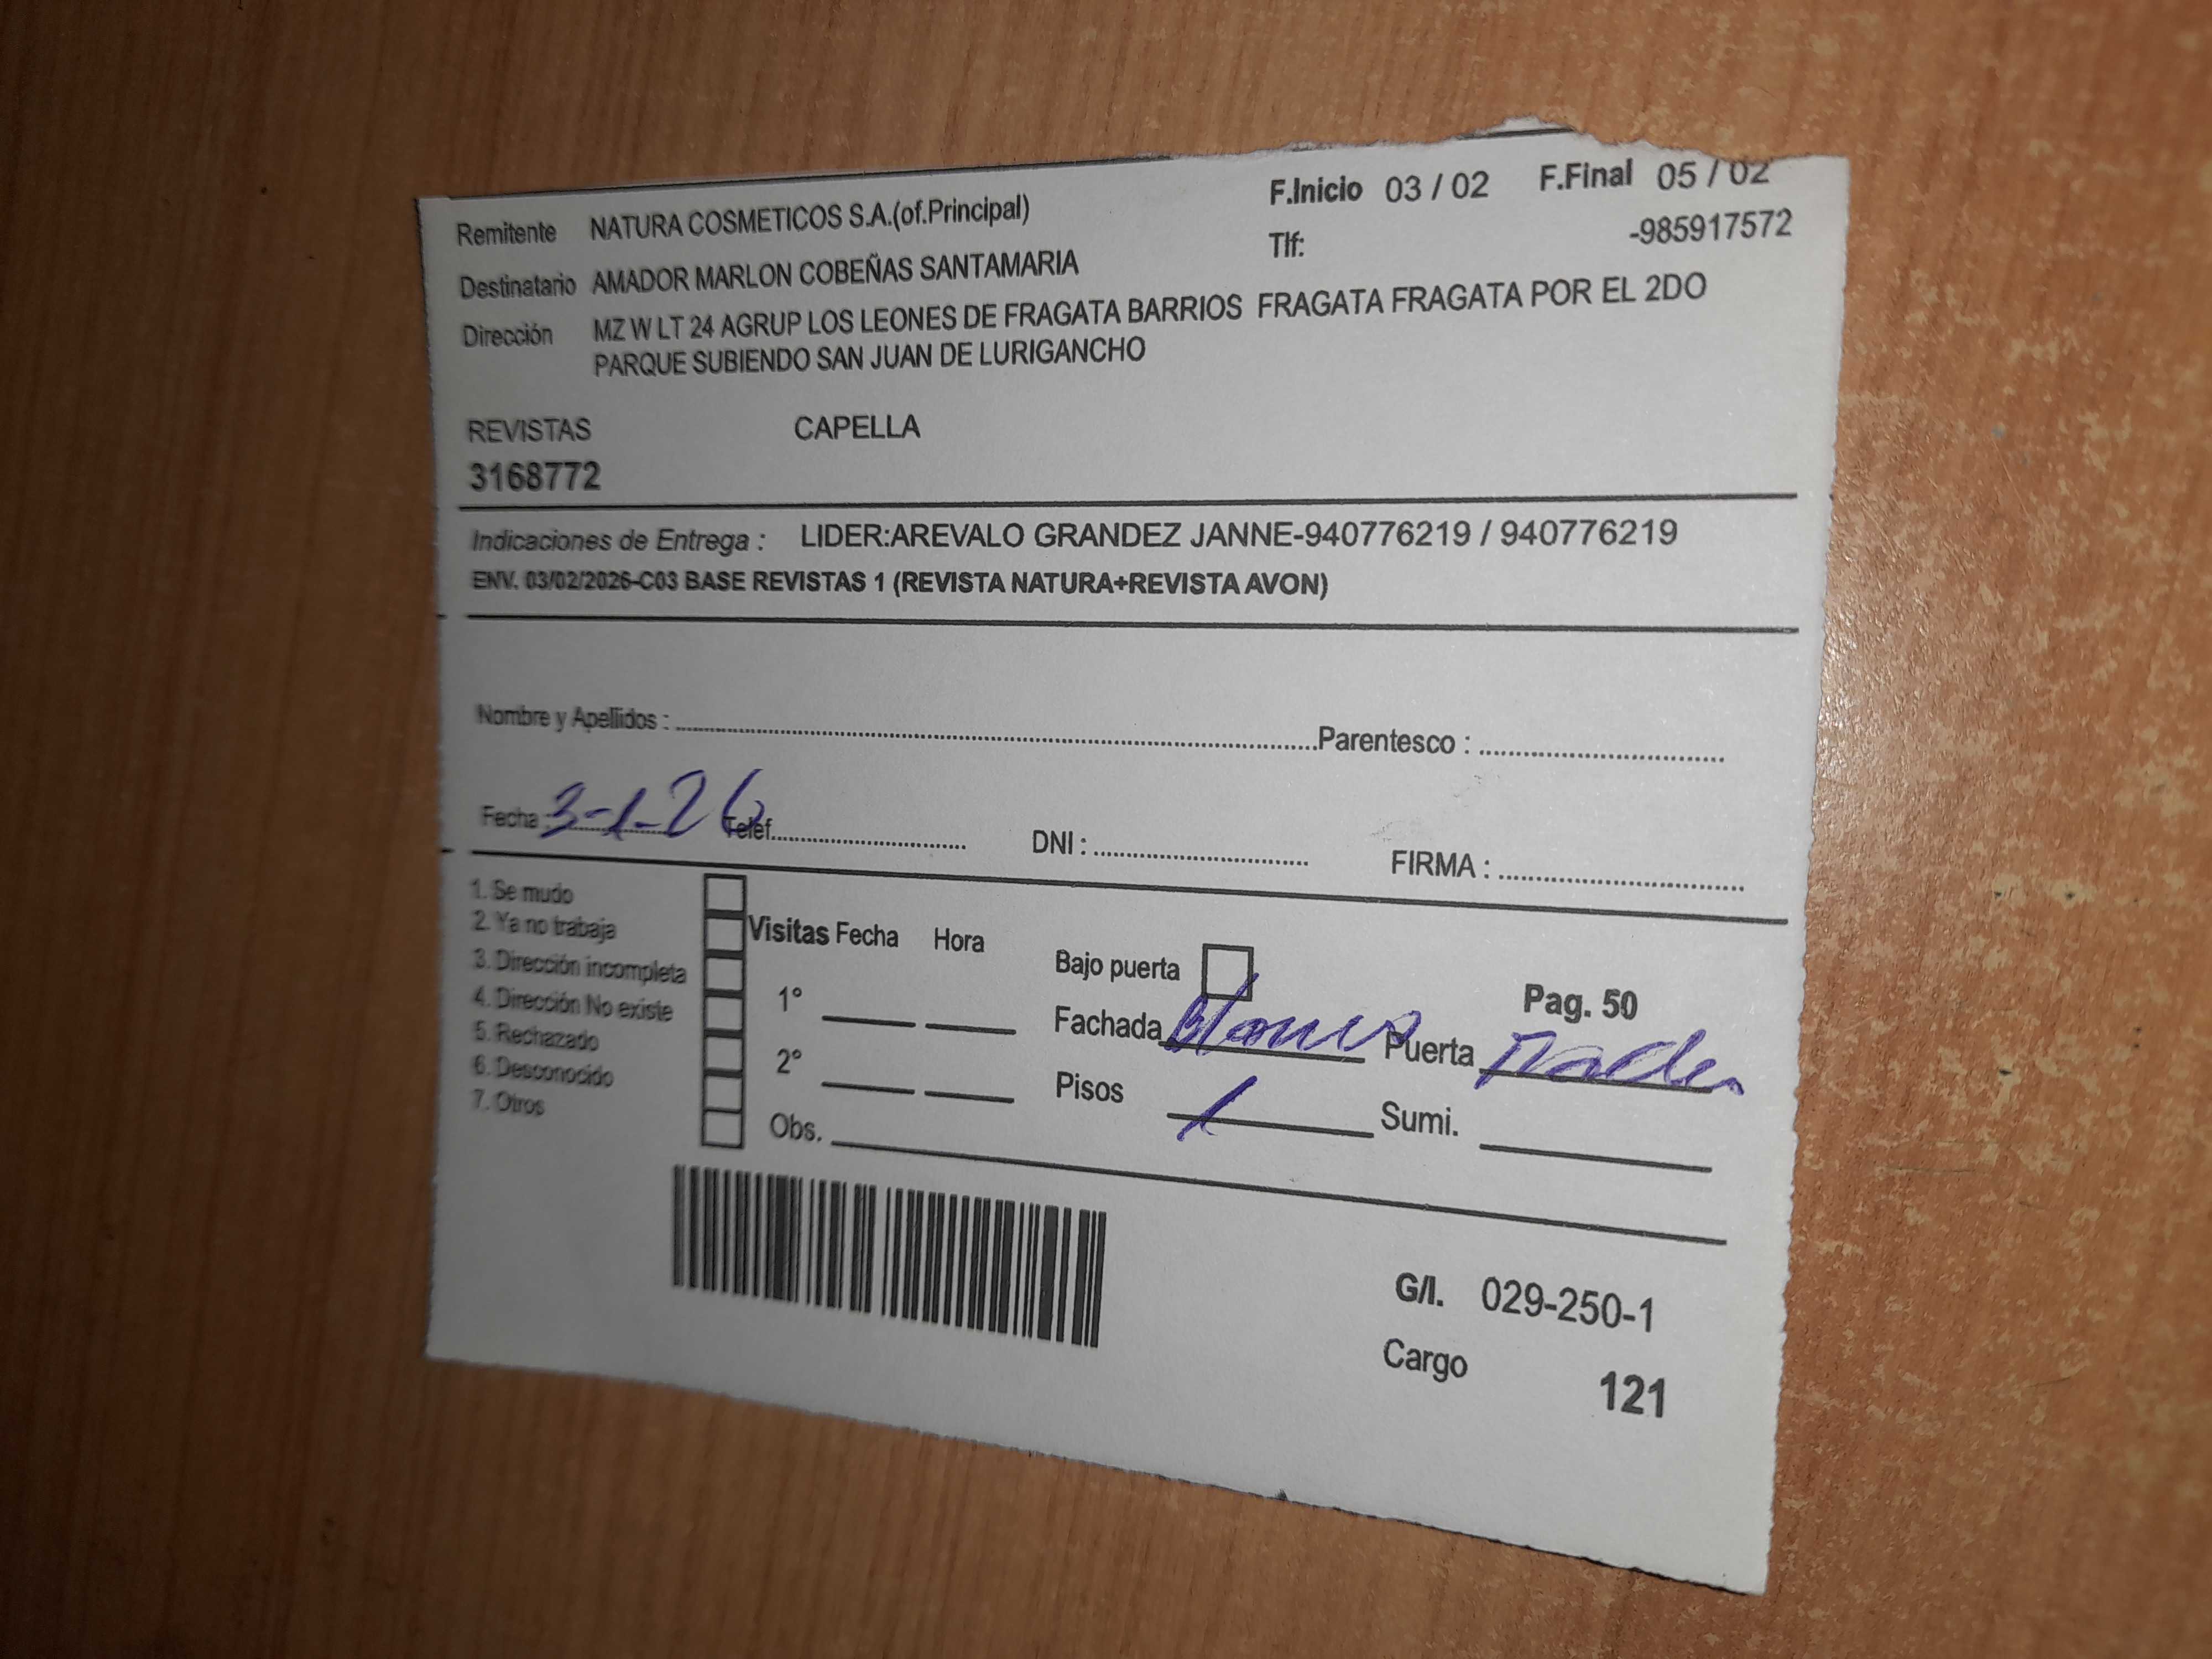 F.Inicio 03 / 02 F.Final 05 / 02
Remitente NATURA COSMETICOS S.A.(of.Principal)
Tlf: -985917572
Destinatario AMADOR MARLON COBEÑAS SANTAMARIA
Dirección MZ W LT 24 AGRUP LOS LEONES DE FRAGATA BARRIOS FRAGATA FRAGATA POR EL 2DO
PARQUE SUBIENDO SAN JUAN DE LURIGANCHO
REVISTAS CAPELLA
3168772
Indicaciones de Entrega : LIDER:AREVALO GRANDEZ JANNE-940776219 / 940776219
ENV. 03/02/2026-C03 BASE REVISTAS 1 (REVISTA NATURA+REVISTA AVON)
Nombre y Apellidos : Parentesco :
Fecha : 3-1-26 Telef. DNI : FIRMA :
1. Se mudo
2. Ya no trabaja
3. Dirección incompleta
4. Dirección No existe
5. Rechazado
6. Desconocido
7. Otros
Visitas Fecha Hora
1°
2°
Obs.
Bajo puerta
Pag. 50
Fachada Blanco Puerta
Pisos 1 Sumi.
G/I. 029-250-1
Cargo 121